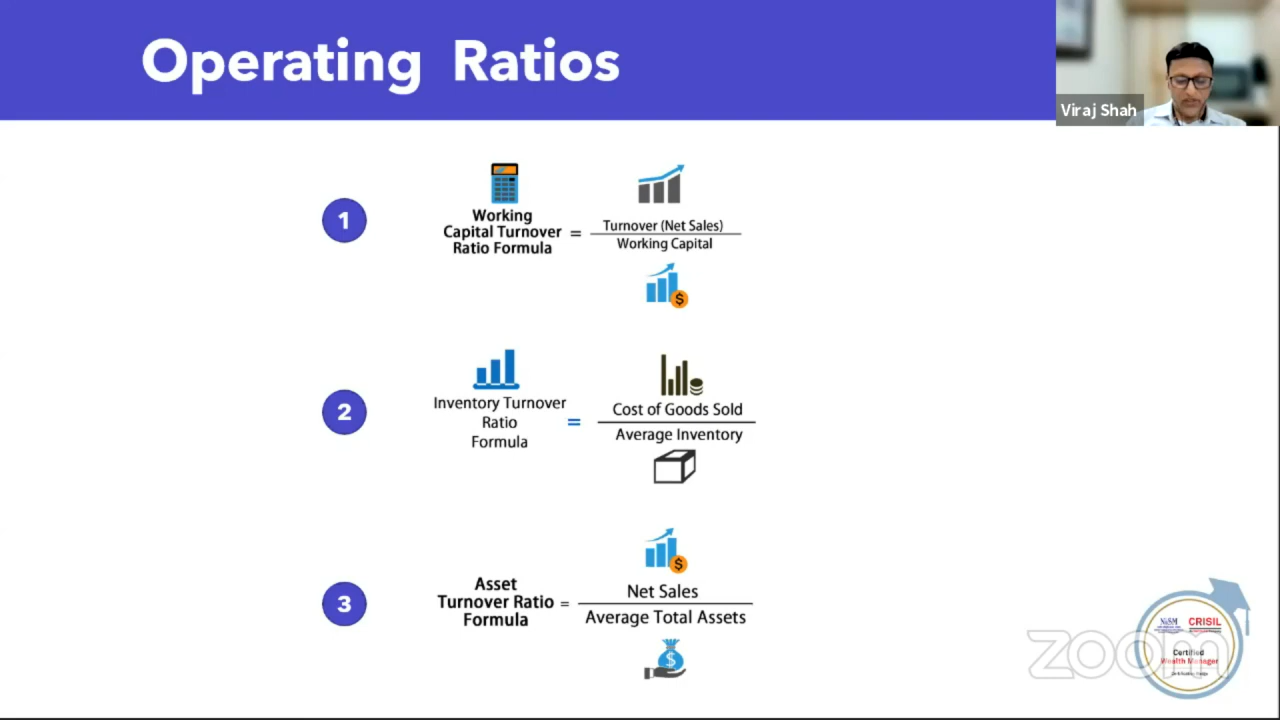 Operating Ratios
Viraj Shah
1
Working
Capital Turnover
Ratio Formula
=
Turnover (Net Sales)
Working Capital
$
2
Inventory Turnover
Ratio
Formula
=
Cost of Goods Sold
Average Inventory
3
Asset
Turnover Ratio
Formula
=
$
Net Sales
Average Total Assets
$
zoom
NISM
CRISIL
Certified
Wealth Manager